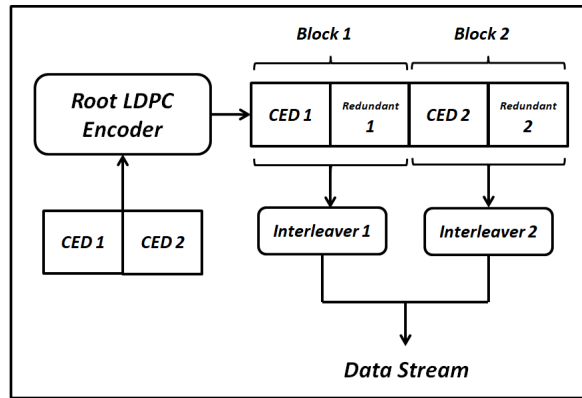 Block 1
Block 2
Root LDPC
Encoder
CED 1
Redundant
1
CED 2
Redundant
2
CED 1
CED 2
Interleaver 1
Interleaver 2
Data Stream